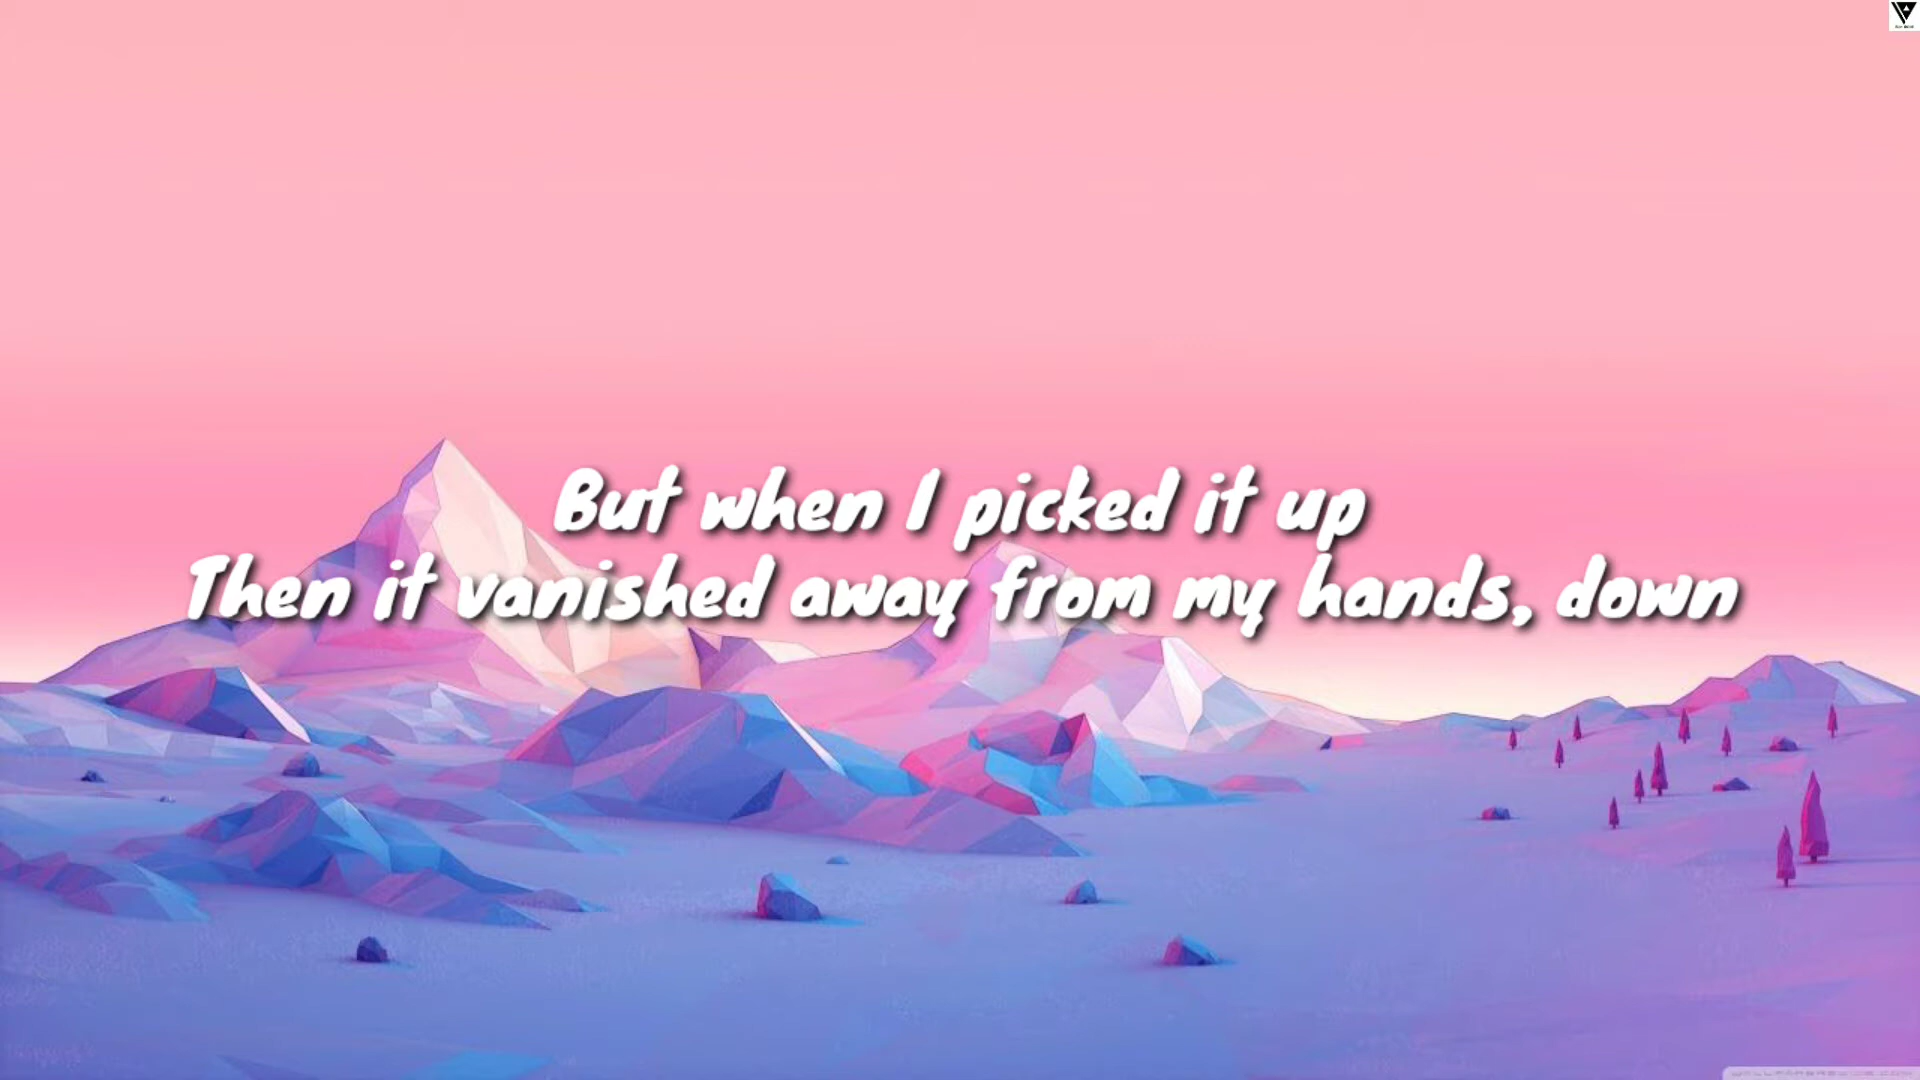 But when I picked it up
Then it vanished away from my hands, down